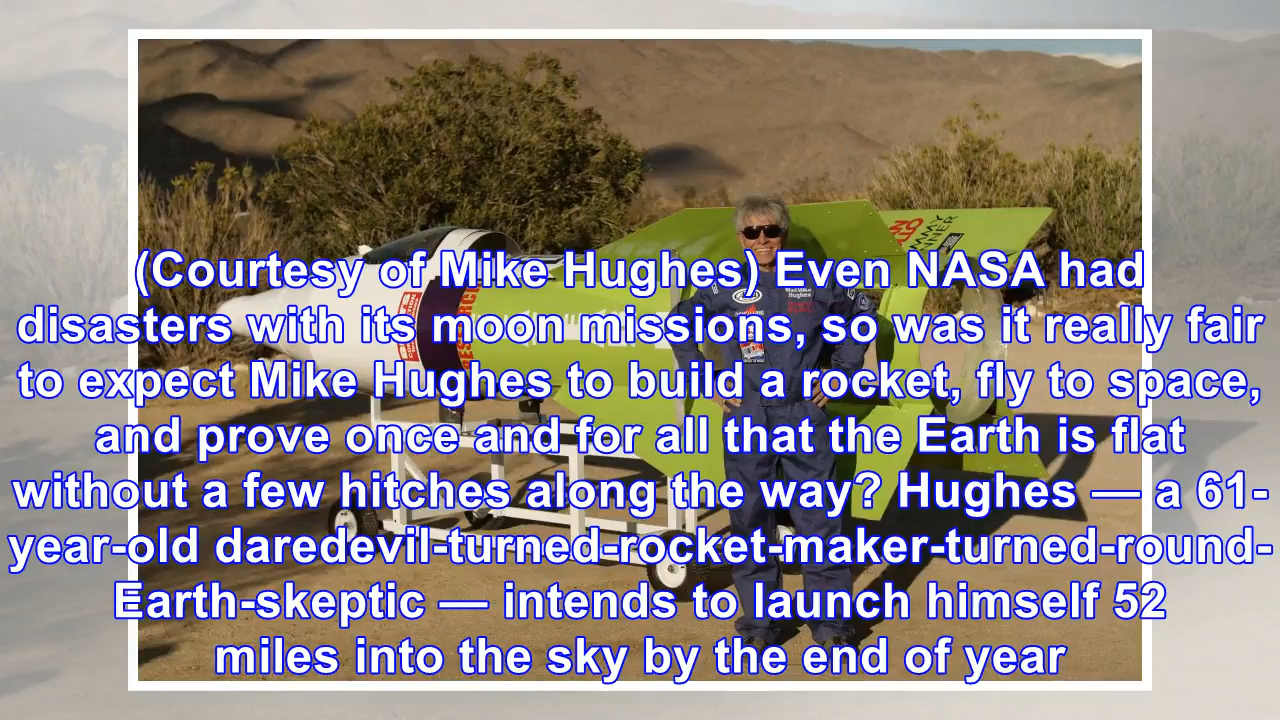 (Courtesy of Mike Hughes) Even NASA had
disasters with its moon missions, so was it really fair
to expect Mike Hughes to build a rocket, fly to space,
and prove once and for all that the Earth is flat
without a few hitches along the way? Hughes — a 61-
year-old daredevil-turned-rocket-maker-turned-round-
Earth-skeptic — intends to launch himself 52
miles into the sky by the end of year
Mad Mike
Hughes